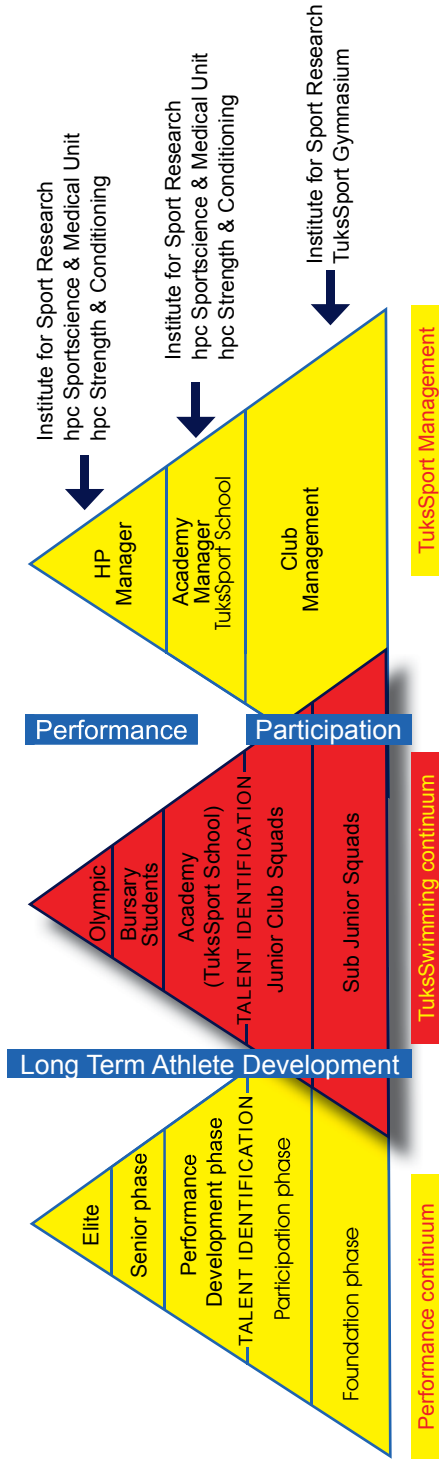 Elite
Senior phase
Performance
Development phase
TALENT IDENTIFICATION
Participation phase
Foundation phase
Performance continuum
Long Term Athlete Development
Olympic
Bursary
Students
Academy
(TuksSport School)
TALENT IDENTIFICATION
Junior Club Squads
Sub Junior Squads
TuksSwimming continuum
Performance
Participation
HP
Manager
Academy
Manager
TuksSport School
Club
Management
TuksSport Management
Institute for Sport Research
hpc Sportscience & Medical Unit
hpc Strength & Conditioning
Institute for Sport Research
hpc Sportscience & Medical Unit
hpc Strength & Conditioning
Institute for Sport Research
TuksSport Gymnasium